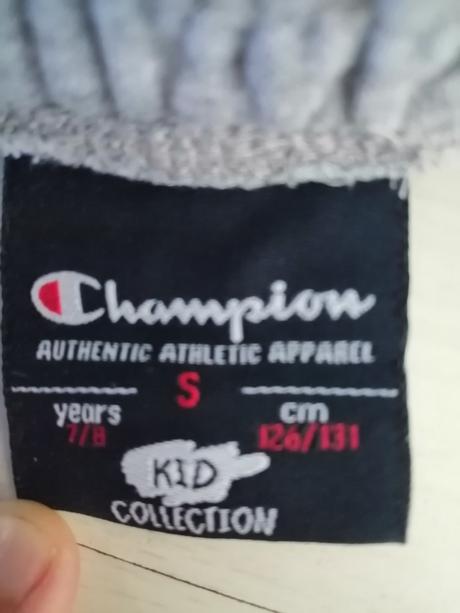 Champion
AUTHENTIC ATHLETIC APPAREL
S
years cm
7/8 126/131
KID
COLLECTION